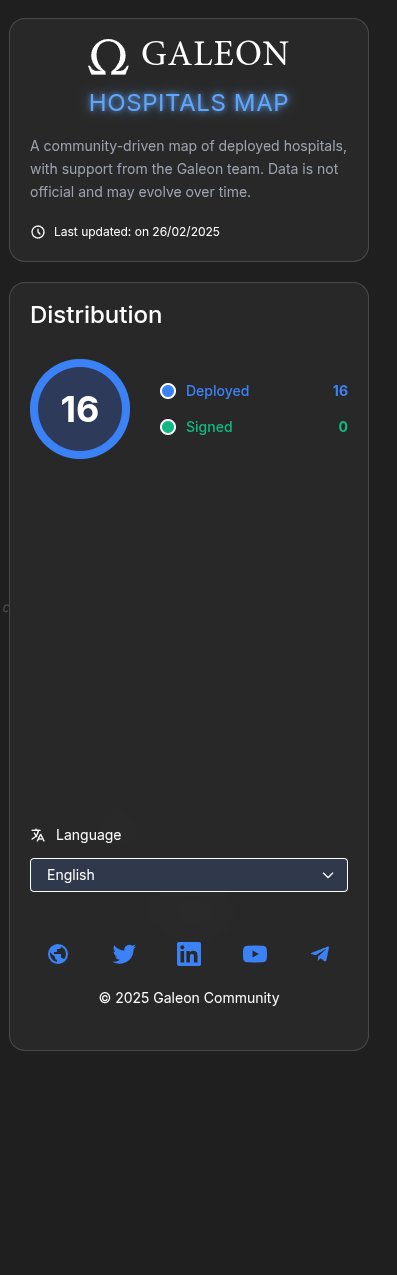 GALEON
HOSPITALS MAP
A community-driven map of deployed hospitals,
with support from the Galeon team. Data is not
official and may evolve over time.
Last updated: on 26/02/2025
Distribution
16
Deployed 16
Signed 0
Language
English
© 2025 Galeon Community